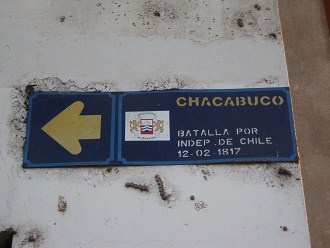 CHACABUCO
BATALLA POR
INDEP. DE CHILE
12-02-1817